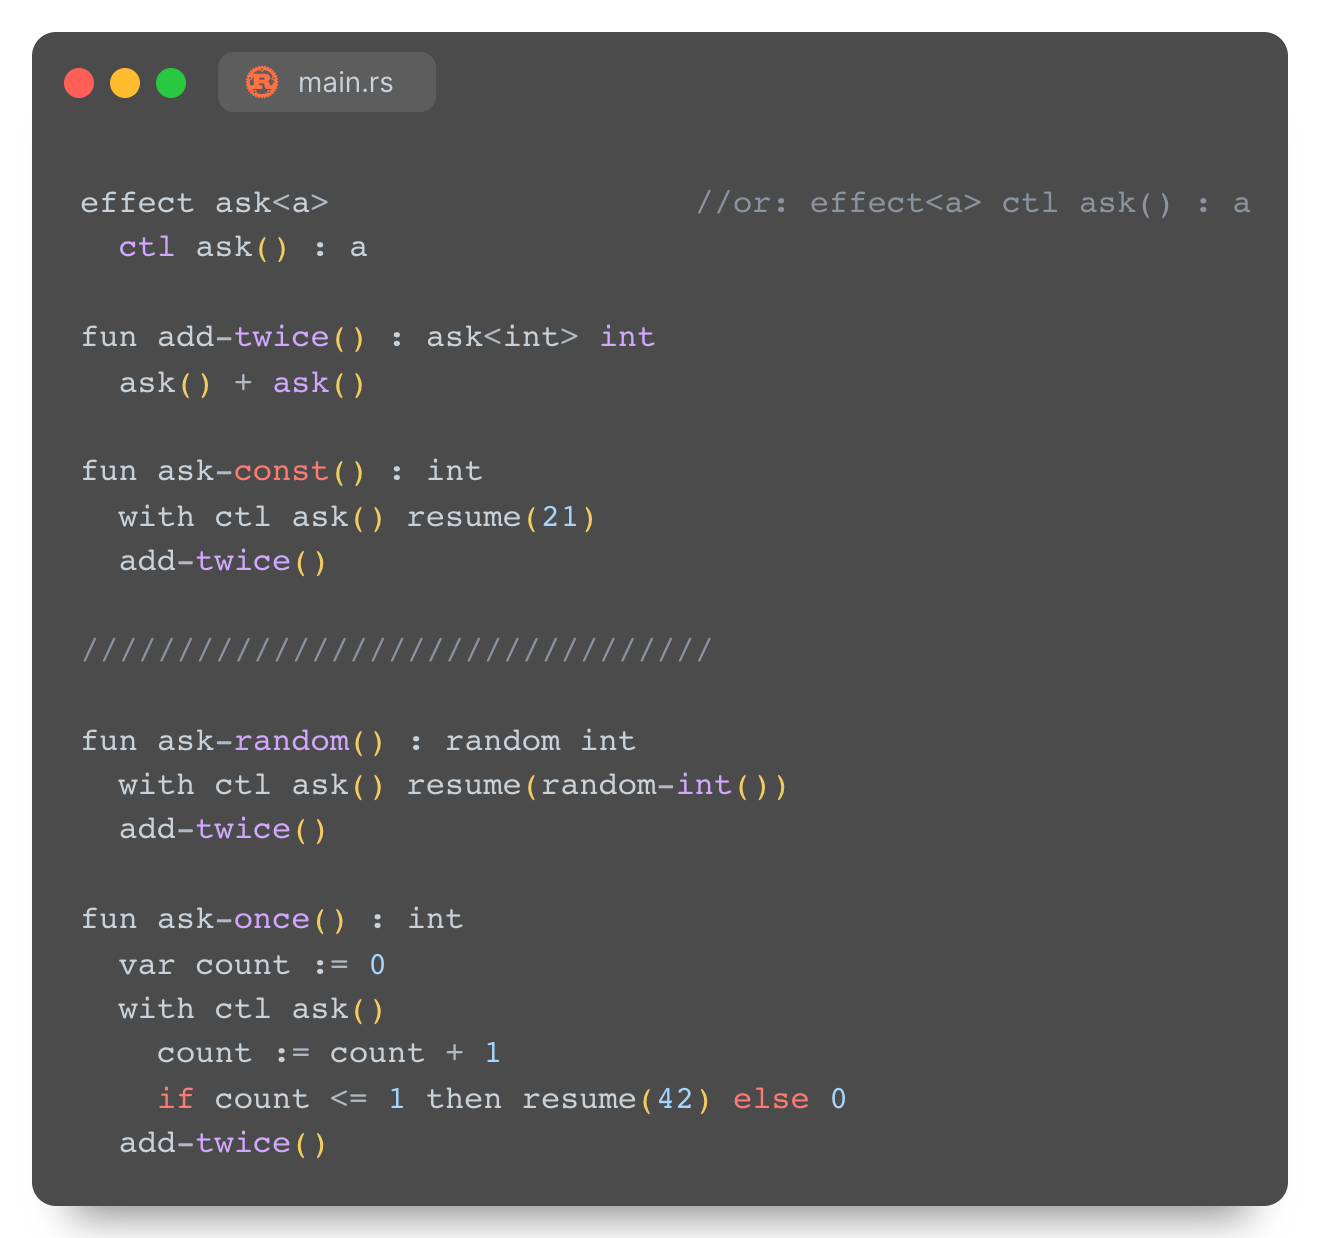 main.rs
effect ask<a>                   //or: effect<a> ctl ask() : a
  ctl ask() : a

fun add-twice() : ask<int> int
  ask() + ask()

fun ask-const() : int
  with ctl ask() resume(21)
  add-twice()

/////////////////////////////////

fun ask-random() : random int
  with ctl ask() resume(random-int())
  add-twice()

fun ask-once() : int
  var count := 0
  with ctl ask()
    count := count + 1
    if count <= 1 then resume(42) else 0
  add-twice()